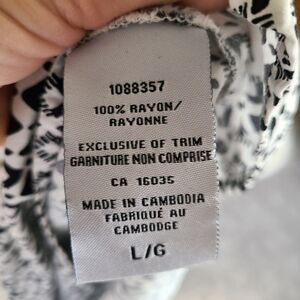 1088357
100% RAYON/
RAYONNE
EXCLUSIVE OF TRIM
GARNITURE NON COMPRISE
CA 16035
MADE IN CAMBODIA
FABRIQUÉ AU
CAMBODGE
L/G